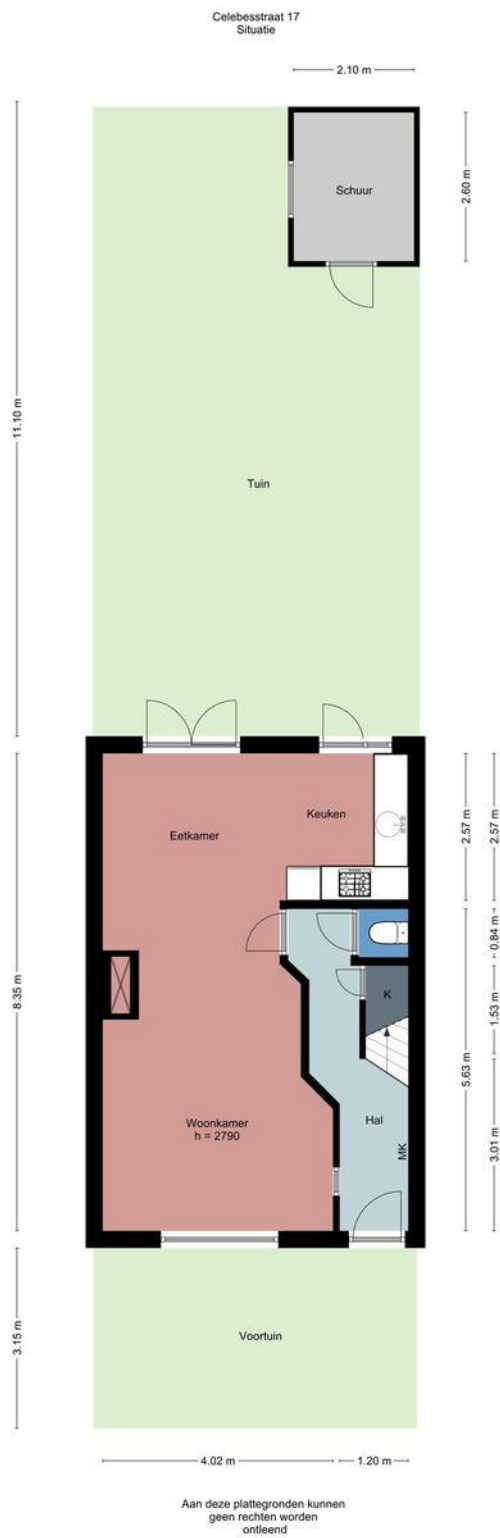 Celebesstraat 17
Situatie
2.10 m
Schuur
2.60 m
11.10 m
Tuin
Keuken
Eetkamer
2.57 m
2.57 m
0.84 m
8.35 m
K
1.53 m
5.63 m
Woonkamer
h = 2790
Hal
MK
3.01 m
Voortuin
3.15 m
4.02 m
1.20 m
Aan deze plattegronden kunnen
geen rechten worden
ontleend